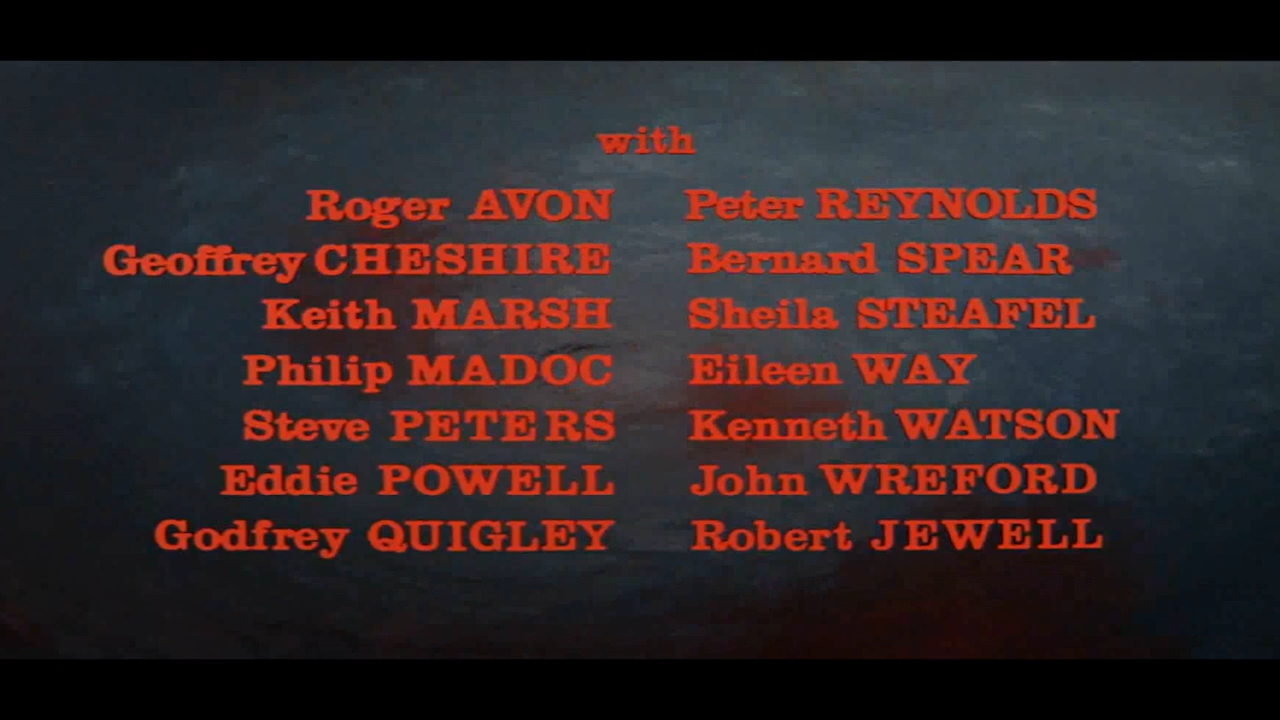 with
Roger AVON Peter REYNOLDS
Geoffrey CHESHIRE Bernard SPEAR
Keith MARSH Sheila STEAFEL
Philip MADOC Eileen WAY
Steve PETERS Kenneth WATSON
Eddie POWELL John WREFORD
Godfrey QUIGLEY Robert JEWELL